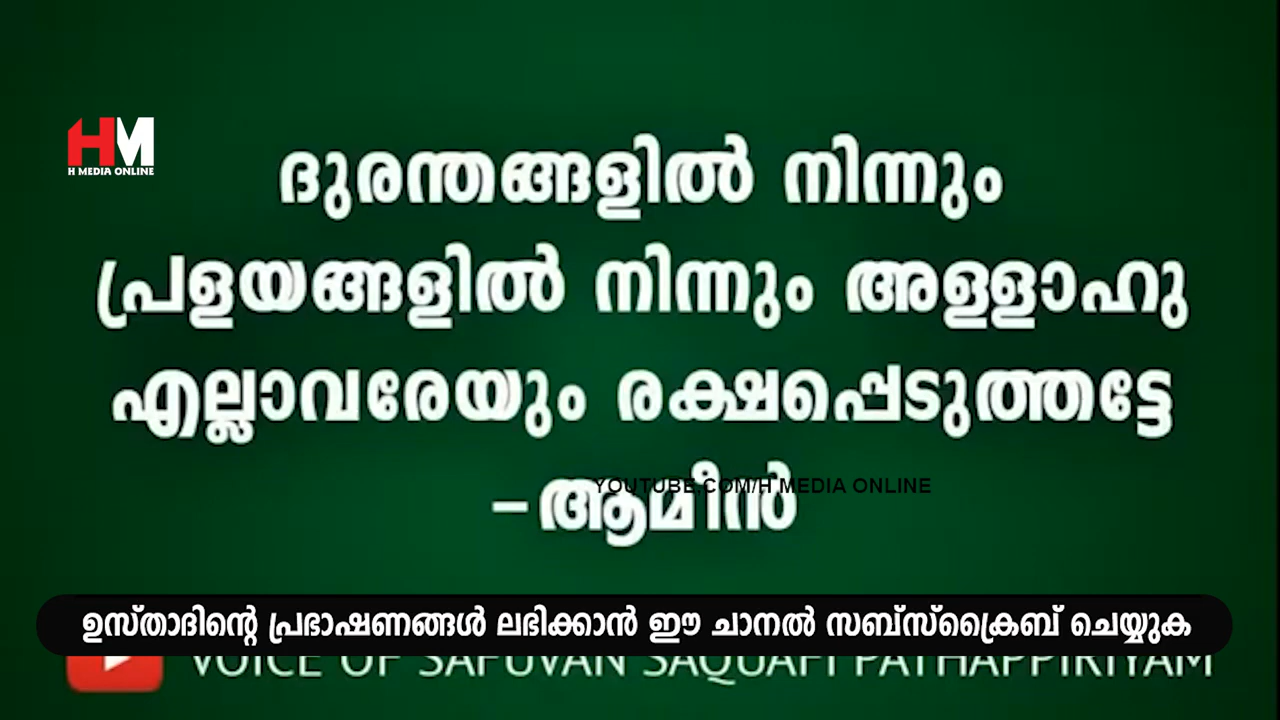 HM
H MEDIA ONLINE
ദുരന്തങ്ങളിൽ നിന്നും
പ്രളയങ്ങളിൽ നിന്നും അള്ളാഹു
എല്ലാവരേയും രക്ഷപ്പെടുത്തട്ടേ
-ആമീൻ
YOUTUBE.COM/H MEDIA ONLINE
ഉസ്താദിന്റെ പ്രഭാഷണങ്ങൾ ലഭിക്കാൻ ഈ ചാനൽ സബ്സ്ക്രൈബ് ചെയ്യുക
VOICE OF SAFUVAN SAQUAFI PATHAPPIRIYAM